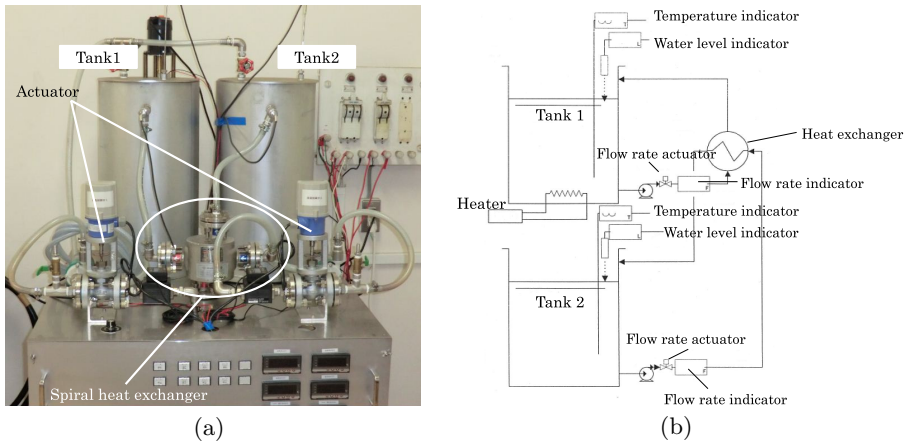 Tank1
Tank2
Actuator
Spiral heat exchanger
(a)
Temperature indicator
Water level indicator
Tank 1
Heat exchanger
Flow rate actuator
Flow rate indicator
Heater
Temperature indicator
Water level indicator
Tank 2
Flow rate actuator
Flow rate indicator
(b)